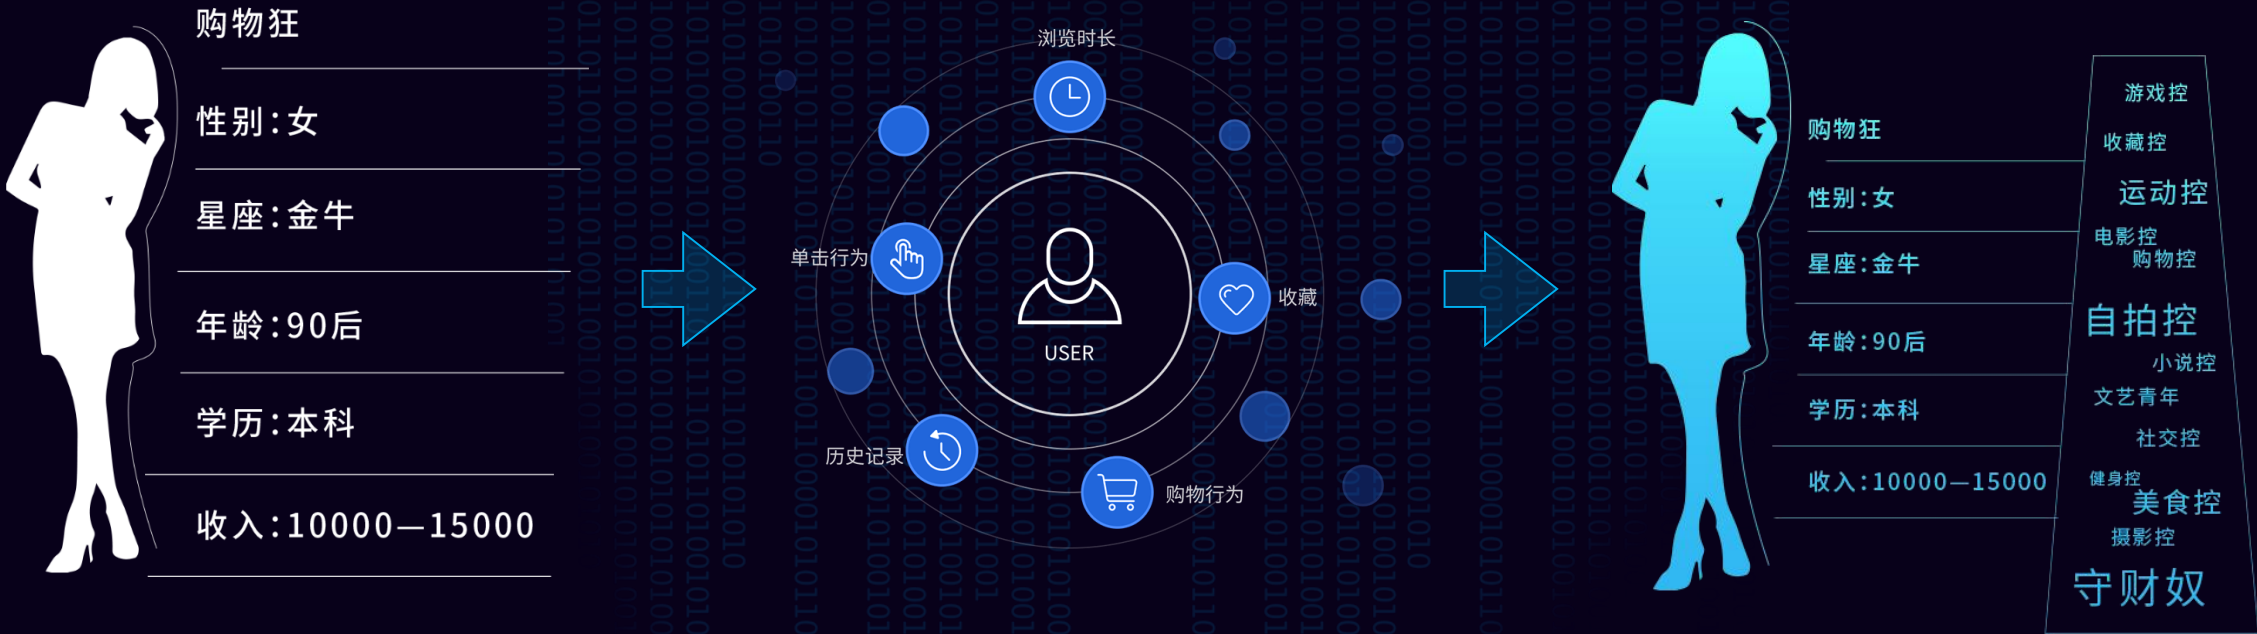 购物狂
性别:女
星座:金牛
年龄:90后
学历:本科
收入:10000—15000
浏览时长
单击行为
收藏
USER
历史记录
购物行为
购物狂
性别:女
星座:金牛
年龄:90后
学历:本科
收入:10000—15000
游戏控
收藏控
运动控
电影控
购物控
自拍控
小说控
文艺青年
社交控
健身控
美食控
摄影控
守财奴